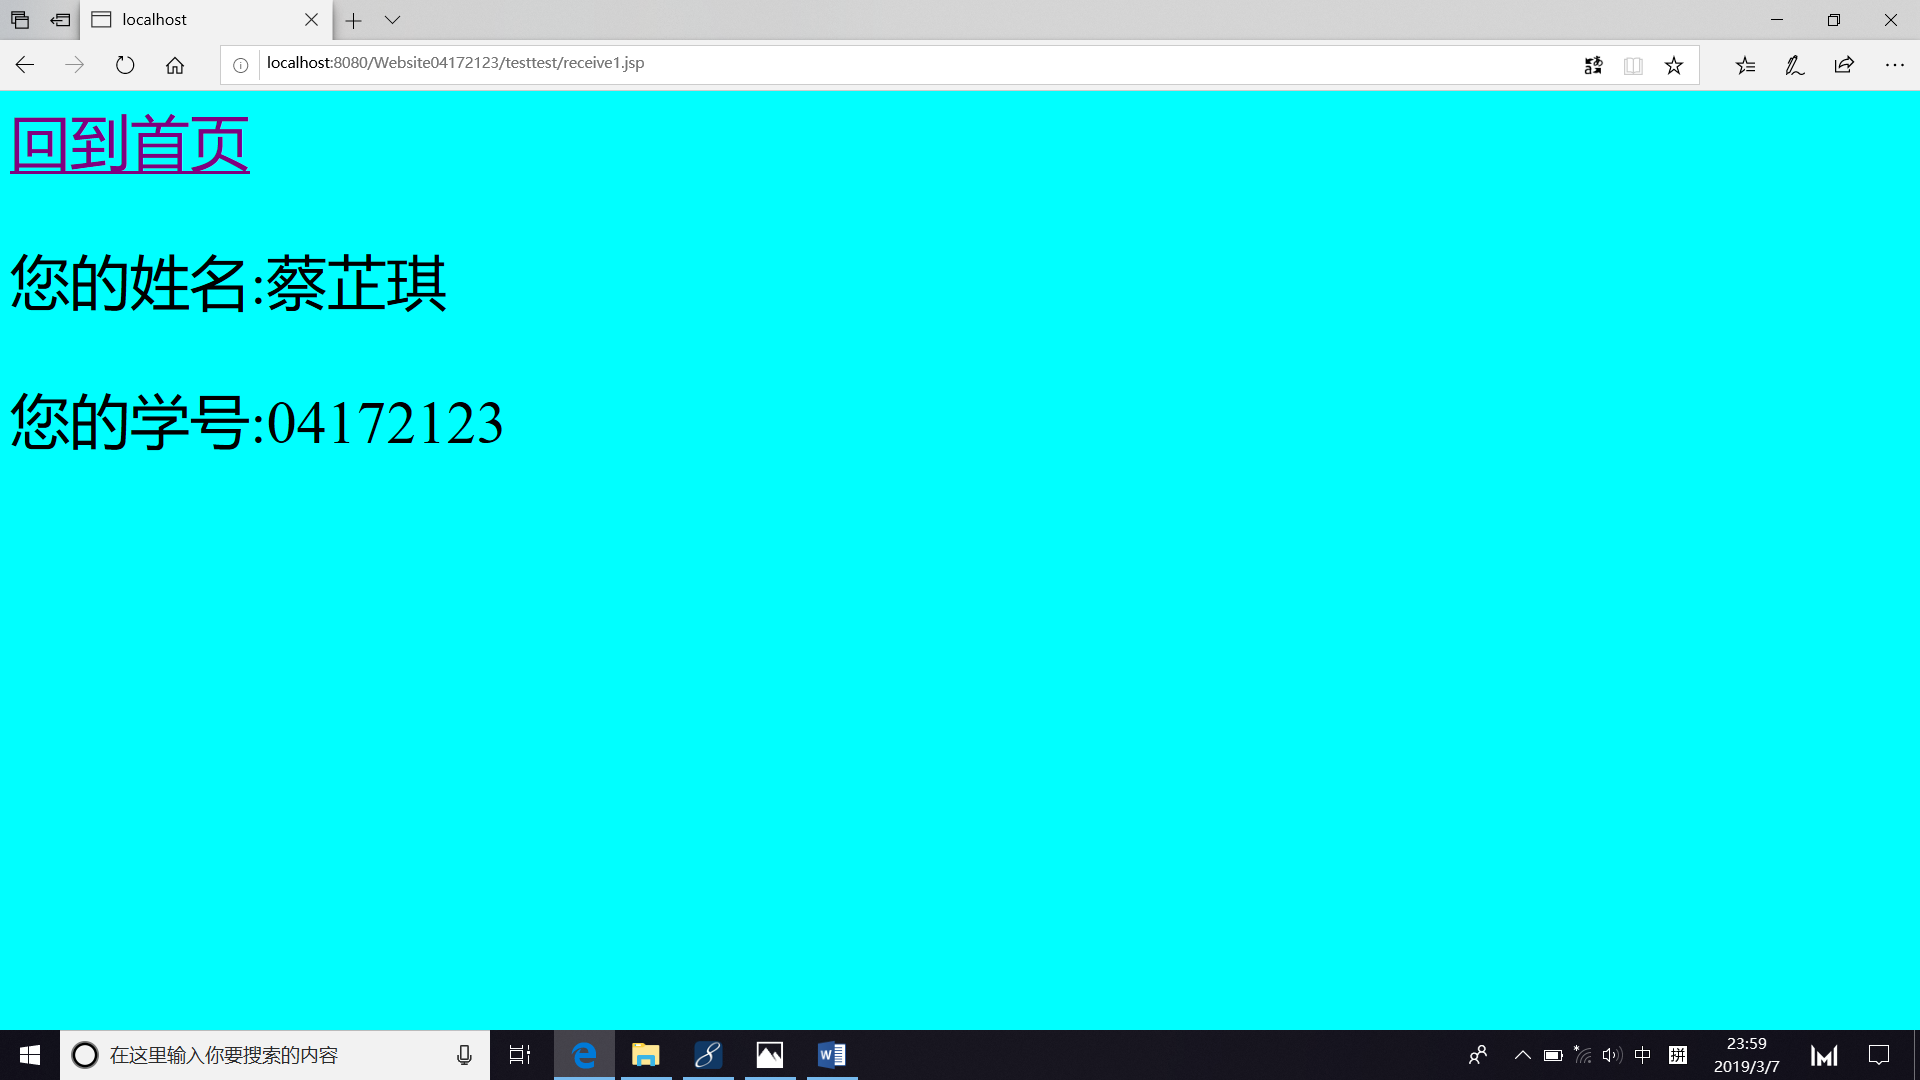 localhost
localhost:8080/Website04172123/testtest/receive1.jsp
回到首页
您的姓名:蔡芷琪
您的学号:04172123
在这里输入你要搜索的内容
中
拼
23:59
2019/3/7